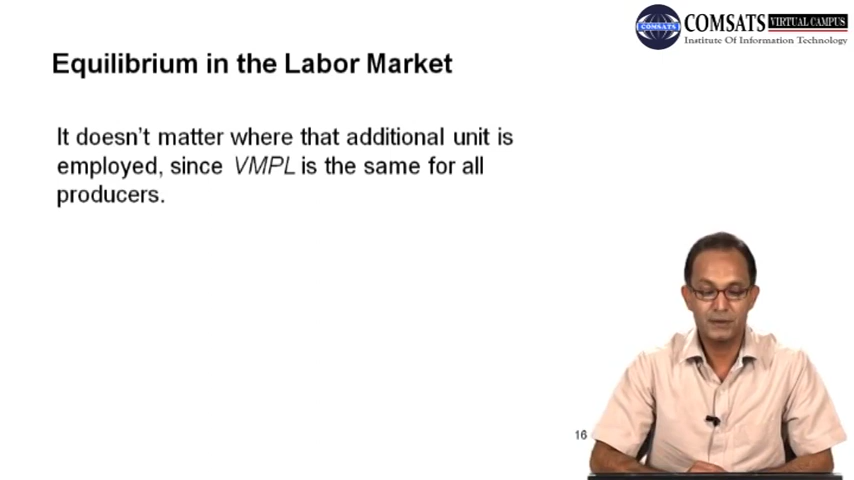 COMSATS VIRTUAL CAMPUS
COMSATS
Institute Of Information Technology
Equilibrium in the Labor Market
It doesn't matter where that additional unit is
employed, since VMPL is the same for all
producers.
16